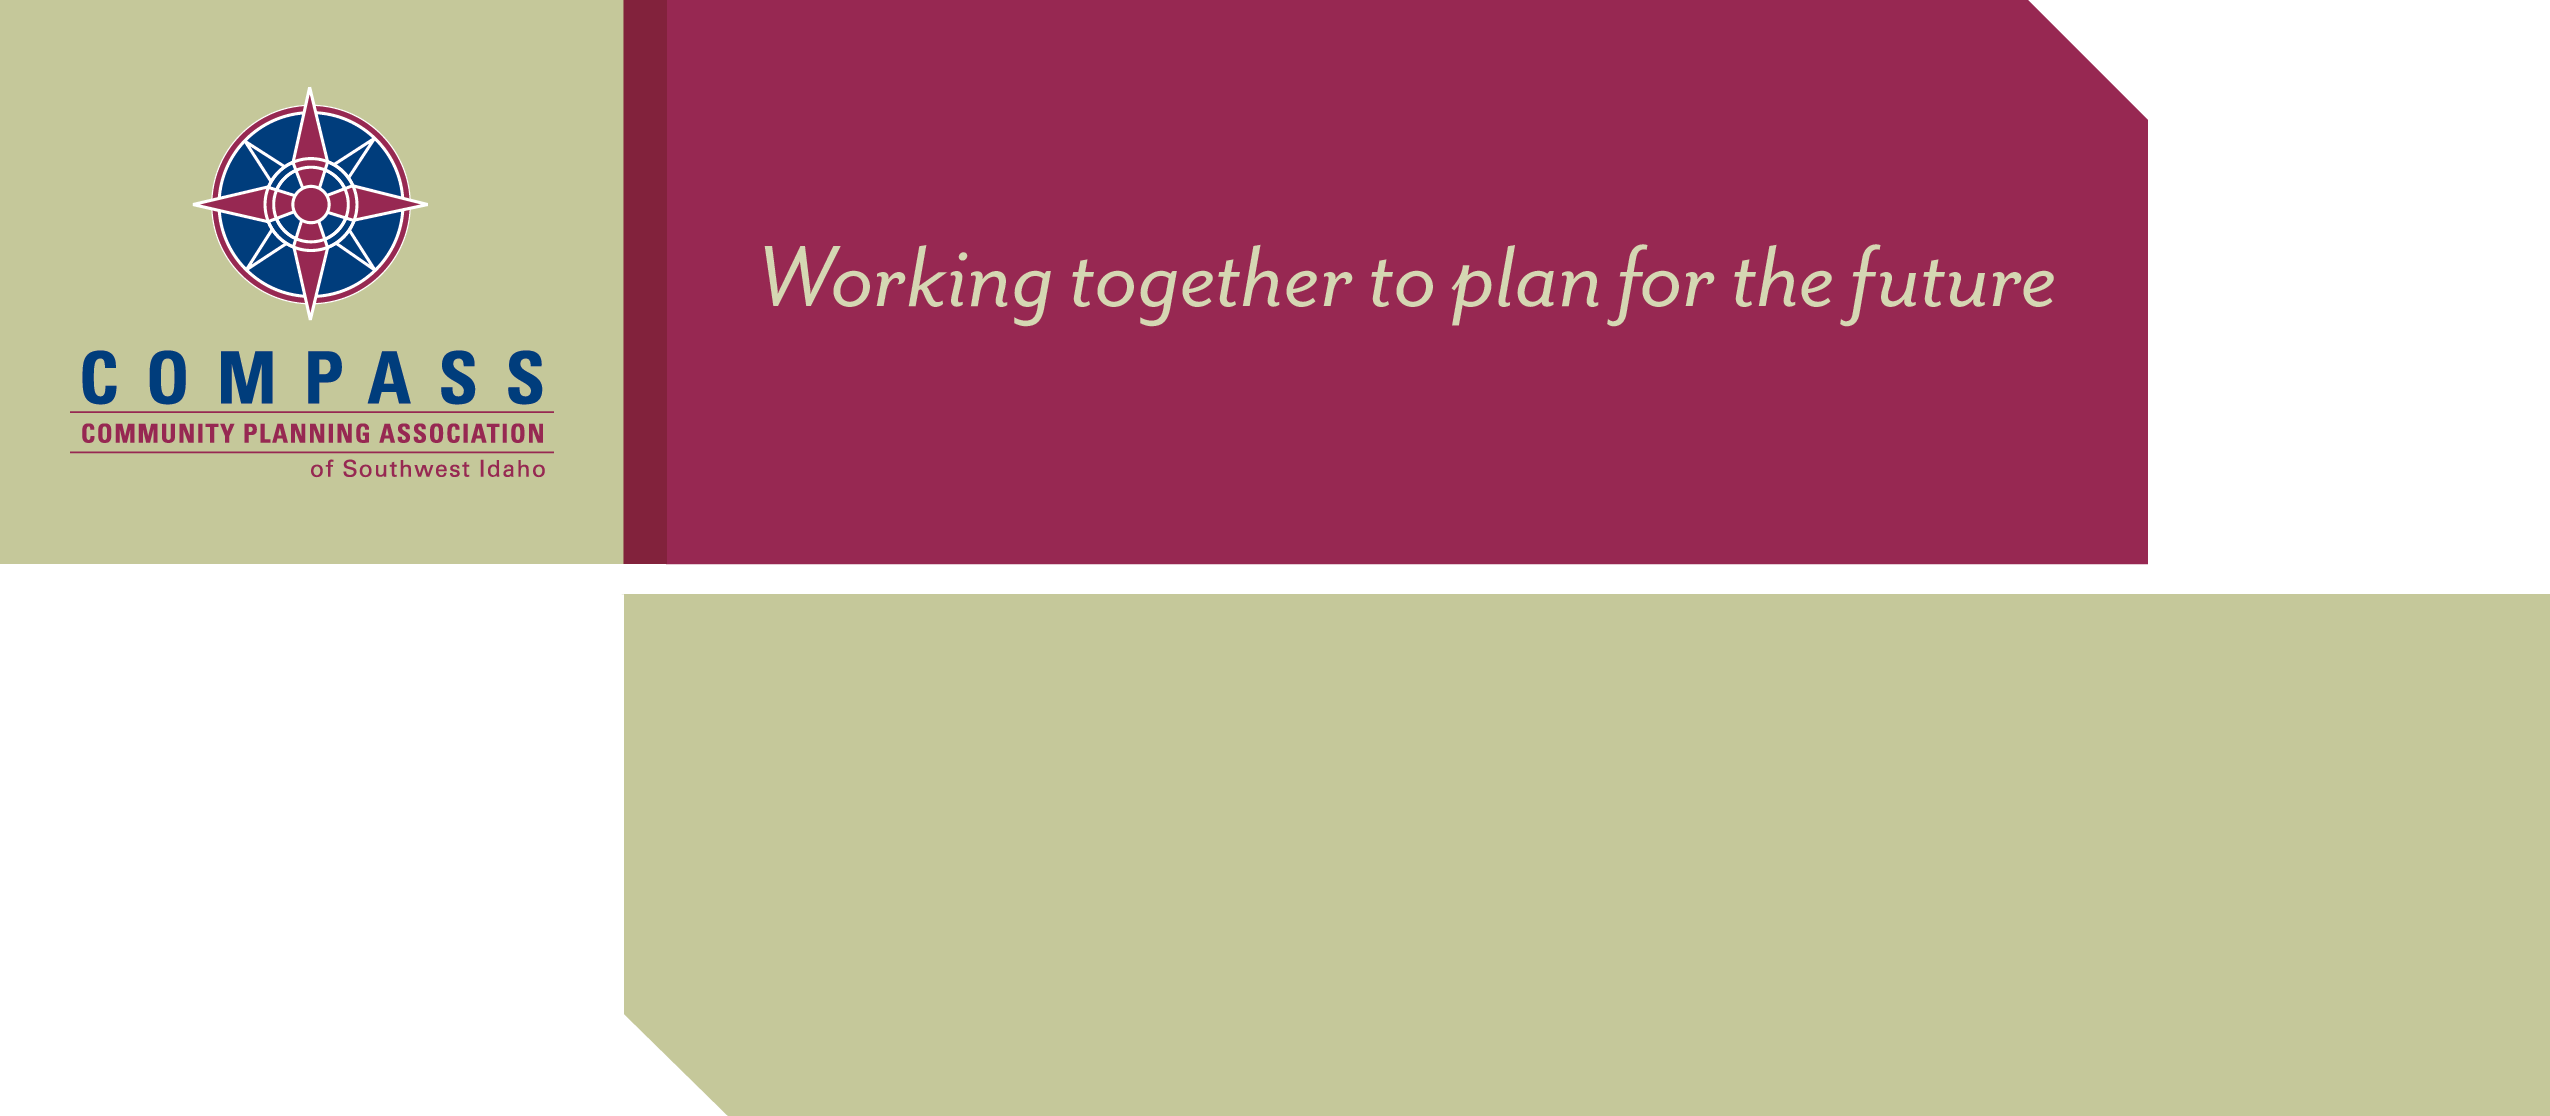 COMPASS
COMMUNITY PLANNING ASSOCIATION
of Southwest Idaho
Working together to plan for the future